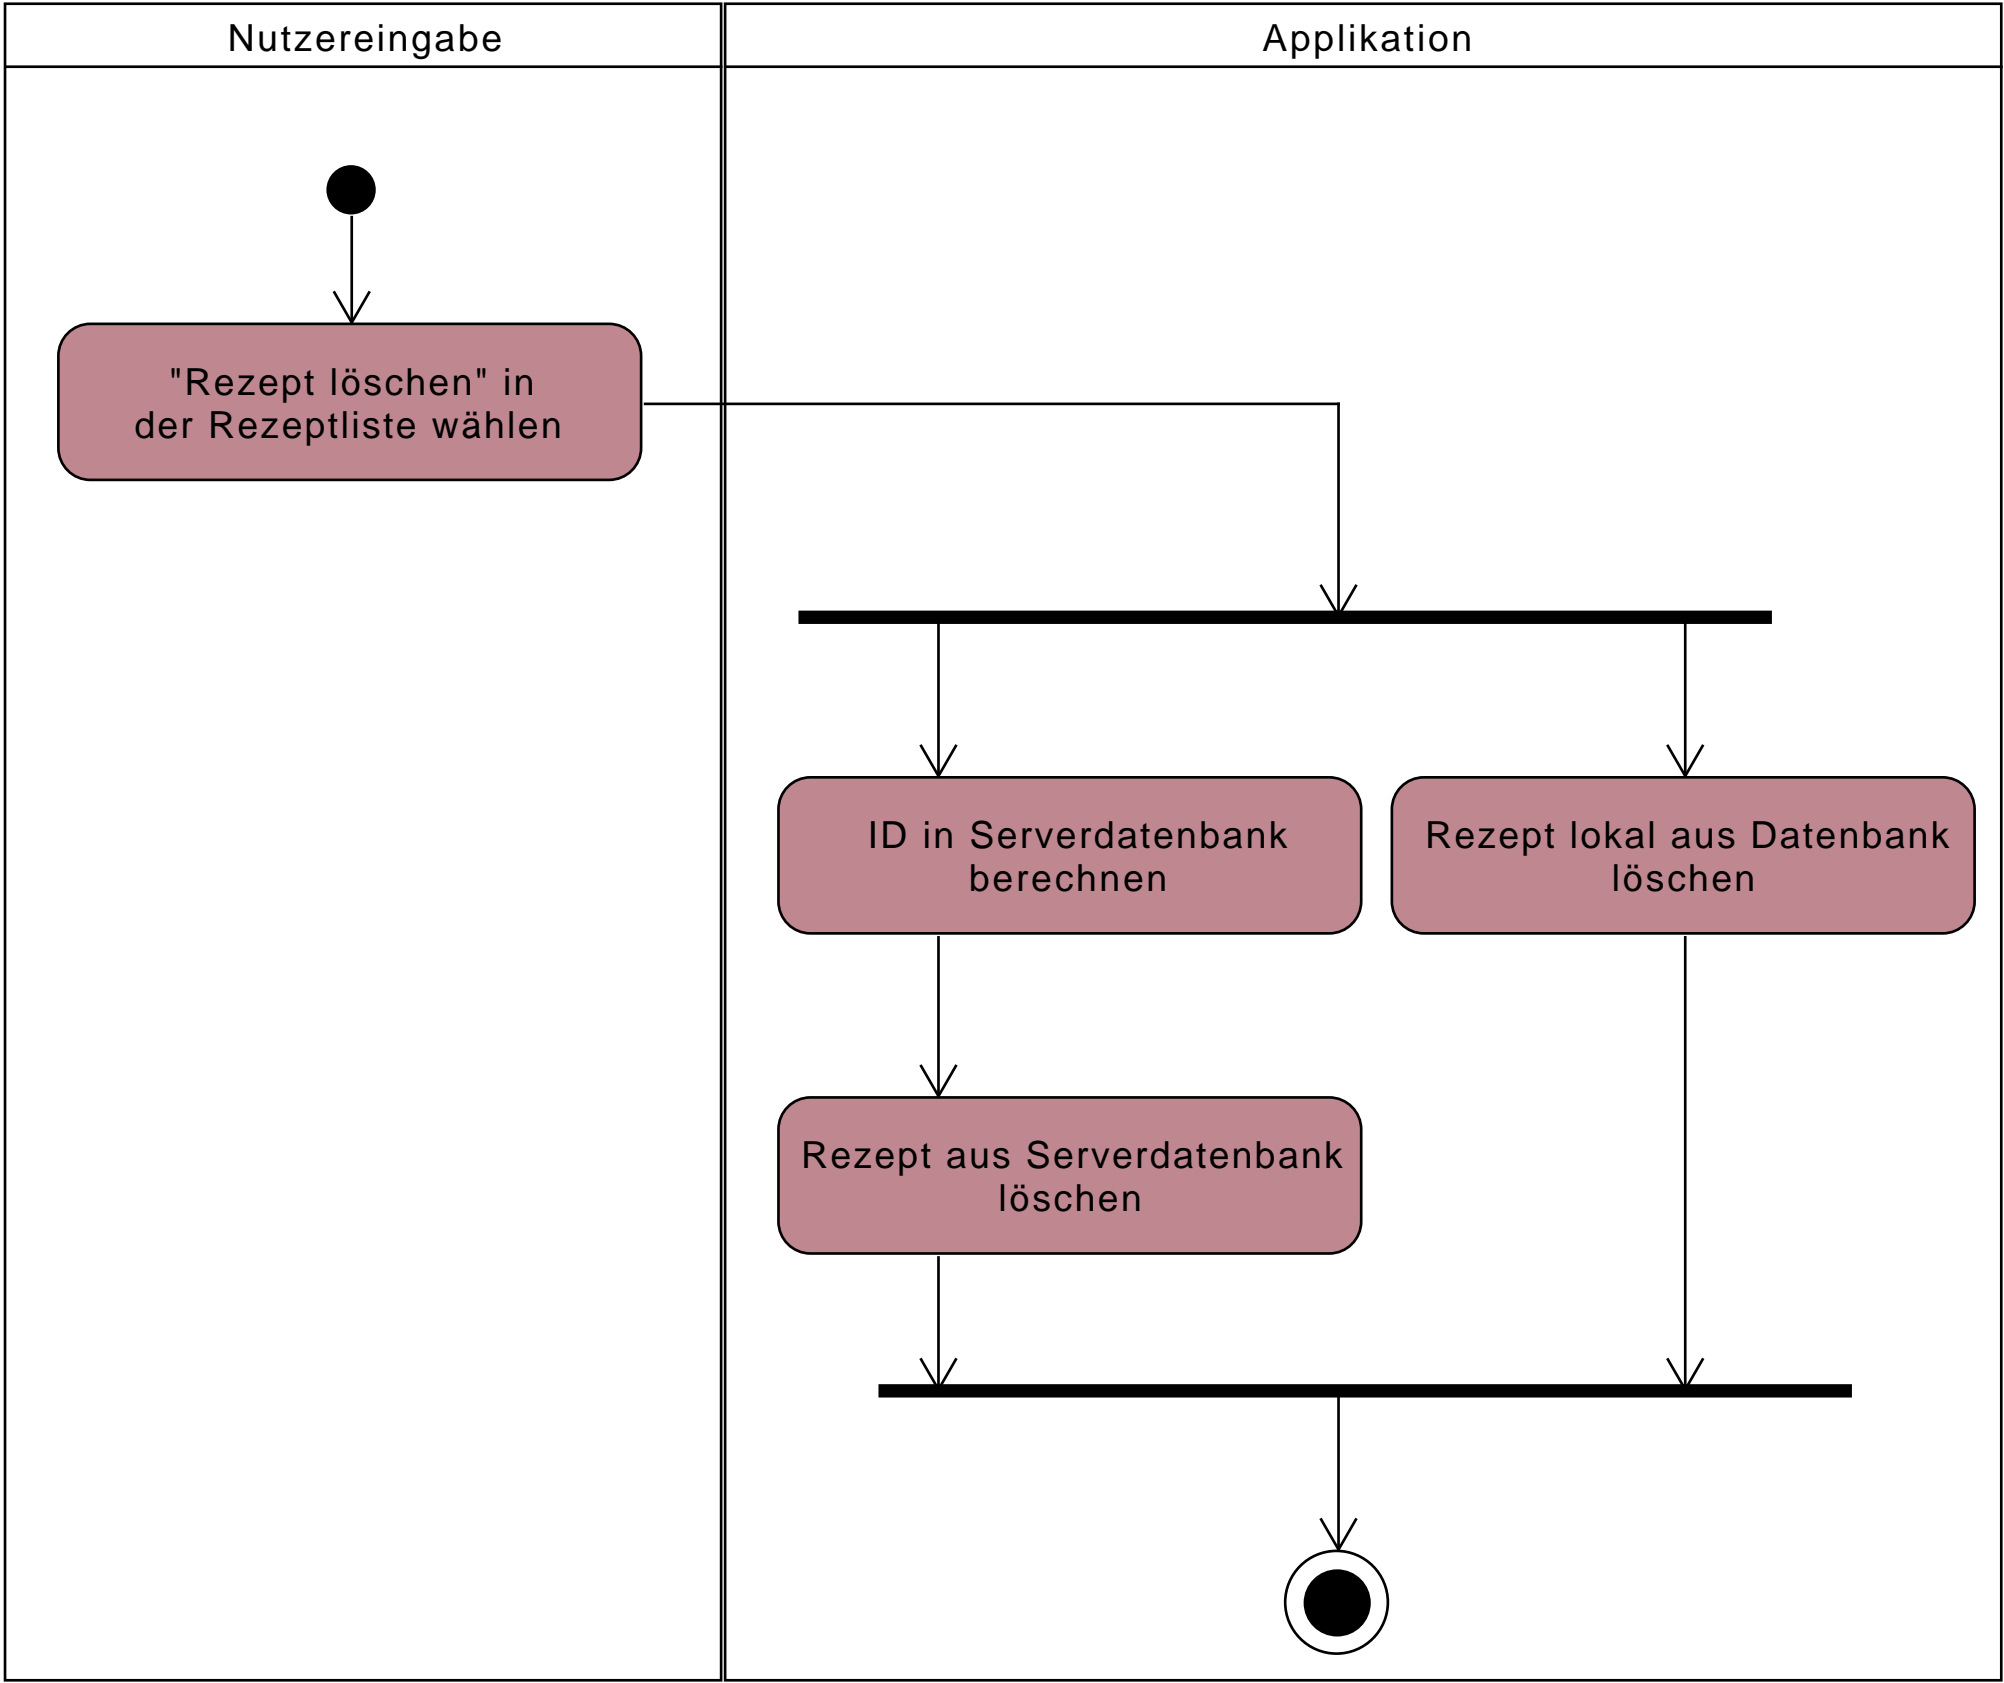 Nutzereingabe
Applikation
"Rezept löschen" in
der Rezeptliste wählen
ID in Serverdatenbank
berechnen
Rezept lokal aus Datenbank
löschen
Rezept aus Serverdatenbank
löschen